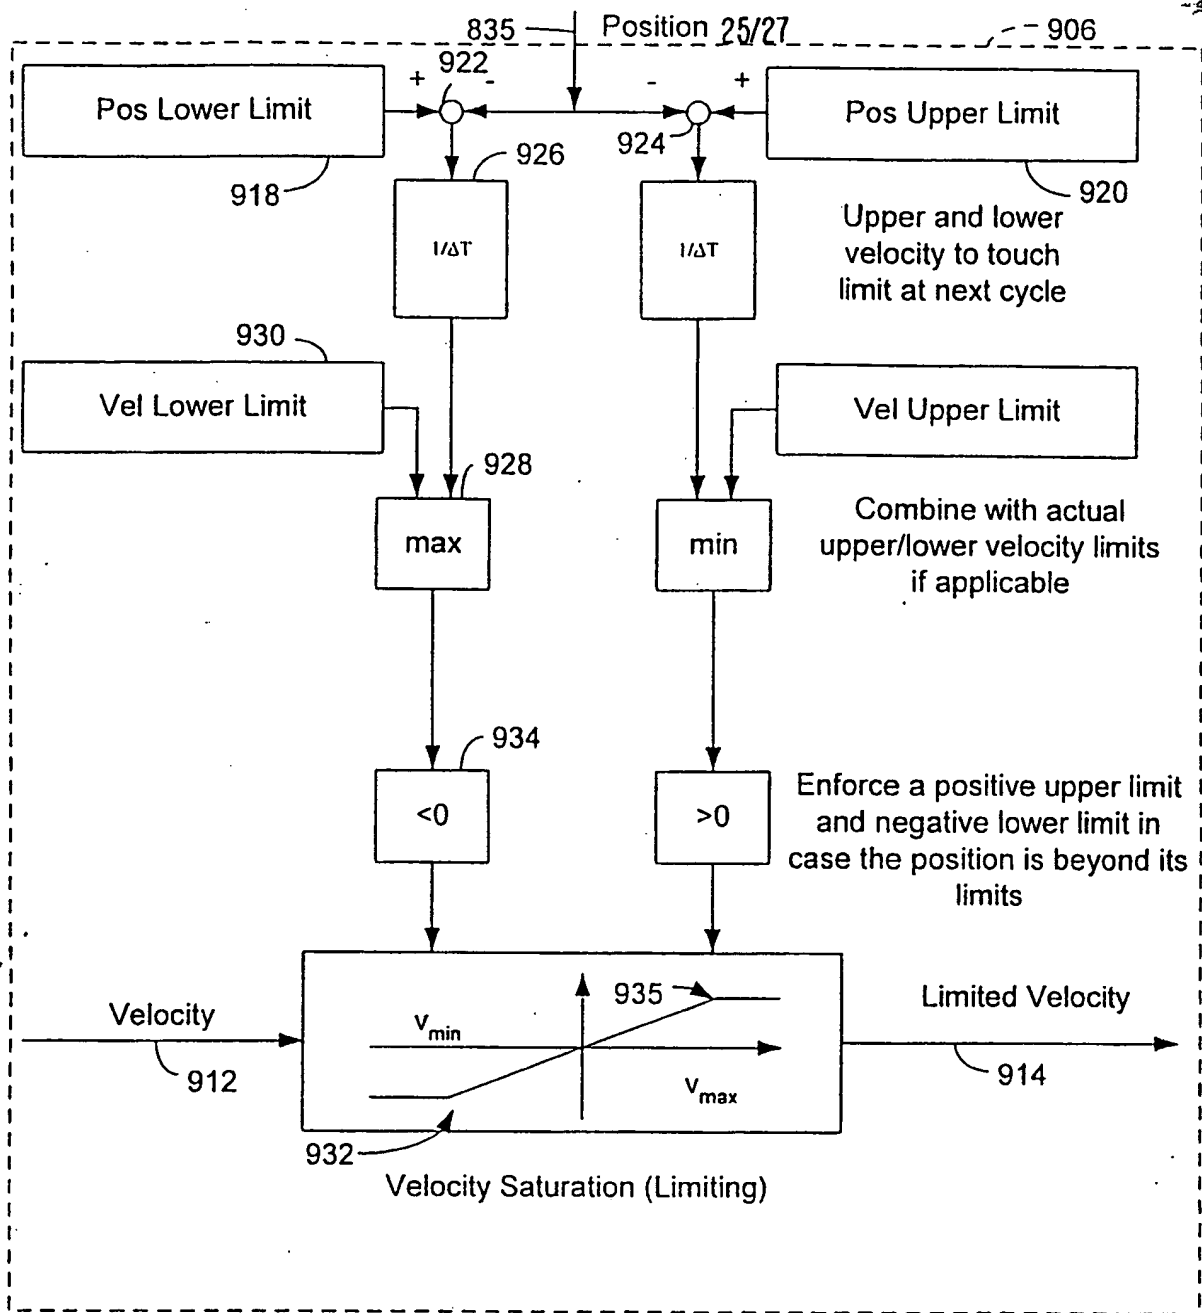 835
Position 25/27
906
+
922
-
-
+
Pos Lower Limit
Pos Upper Limit
924
926
918
920
1/ΔT
1/ΔT
Upper and lower
velocity to touch
limit at next cycle
930
Vel Lower Limit
Vel Upper Limit
928
max
min
Combine with actual
upper/lower velocity limits
if applicable
934
<0
>0
Enforce a positive upper limit
and negative lower limit in
case the position is beyond its
limits
Velocity
912
935
Vmin
Vmax
932
Limited Velocity
914
Velocity Saturation (Limiting)